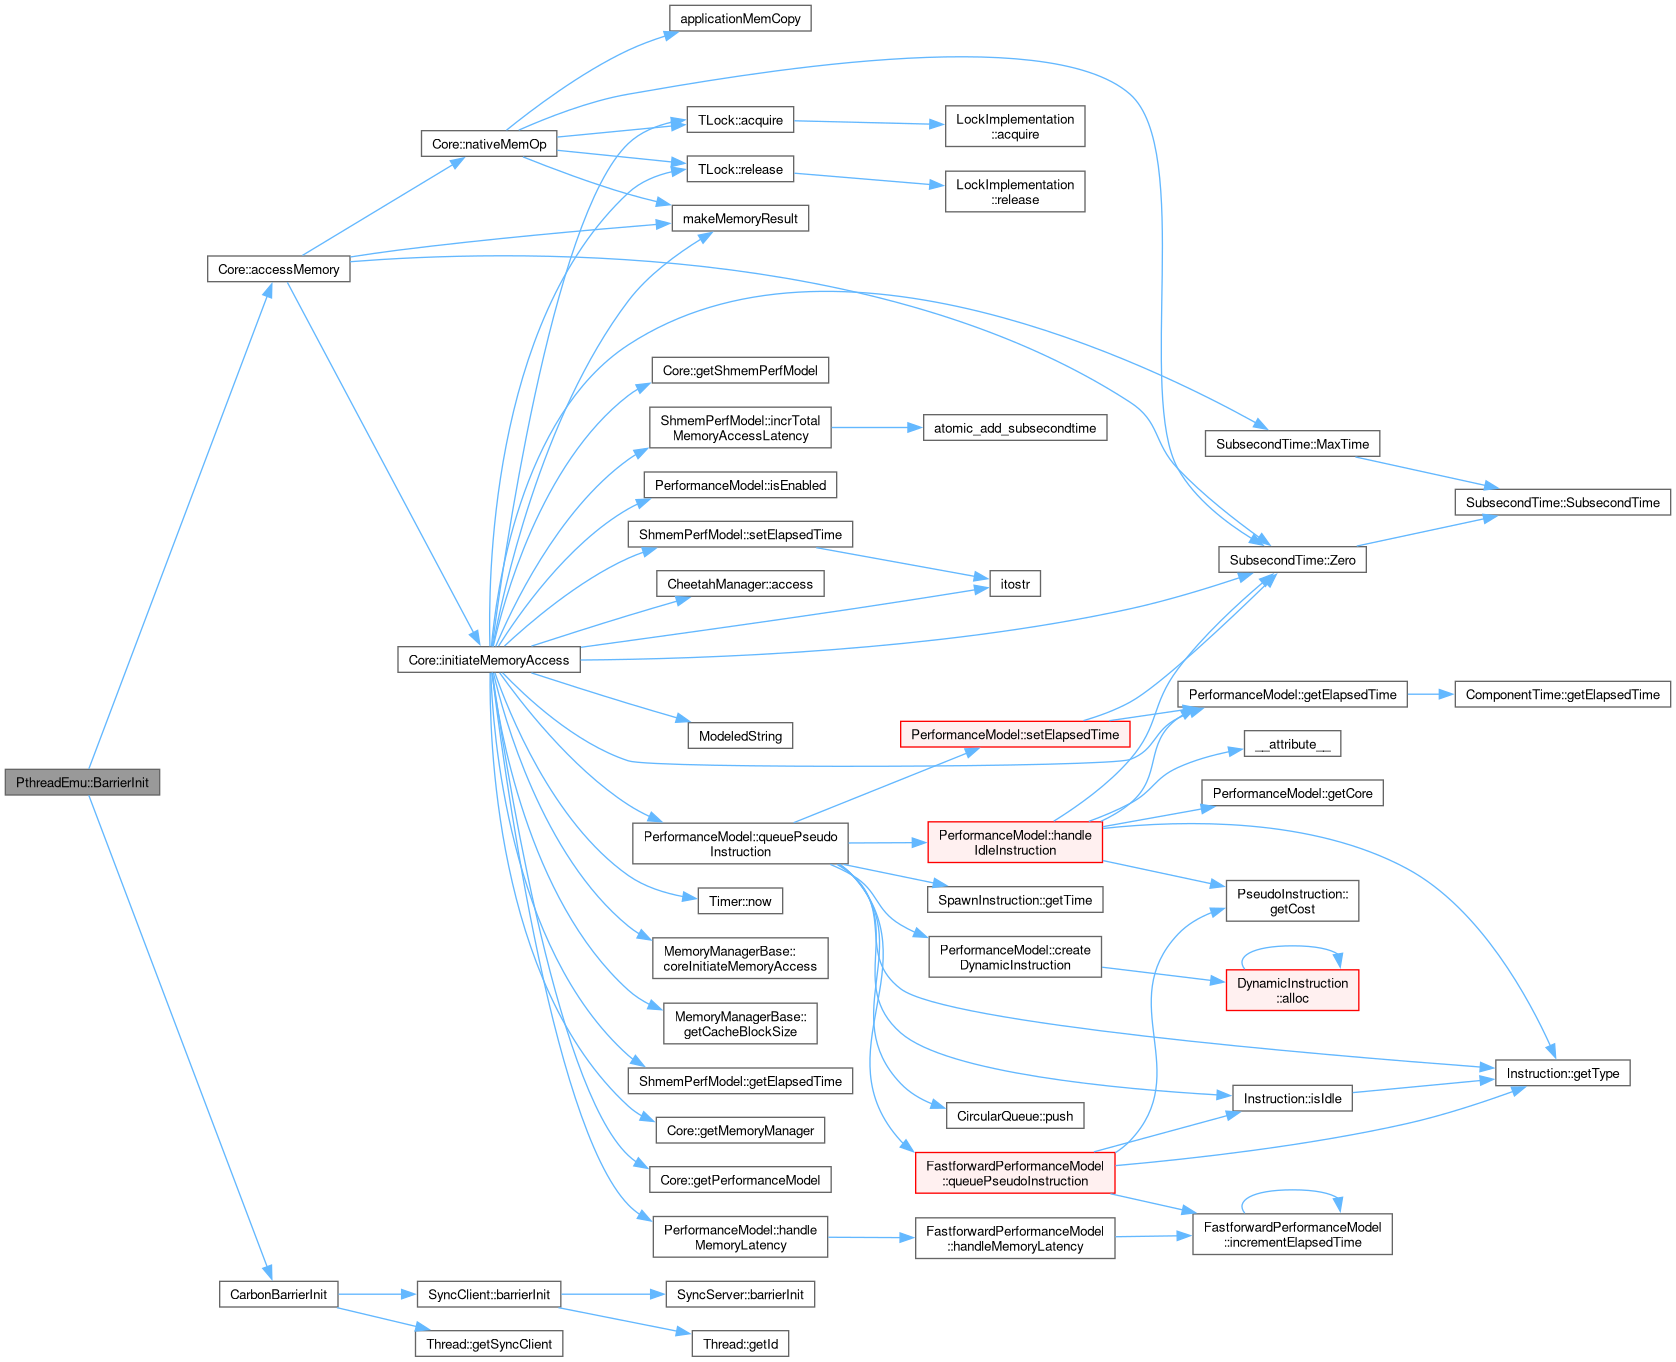 applicationMemCopy
Core::nativeMemOp
TLock::acquire
LockImplementation
::acquire
TLock::release
LockImplementation
::release
makeMemoryResult
Core::accessMemory
Core::getShmemPerfModel
ShmemPerfModel::incrTotal
MemoryAccessLatency
atomic_add_subsecondtime
SubsecondTime::MaxTime
PerformanceModel::isEnabled
SubsecondTime::SubsecondTime
ShmemPerfModel::setElapsedTime
SubsecondTime::Zero
CheetahManager::access
itostr
Core::initiateMemoryAccess
PerformanceModel::getElapsedTime
ComponentTime::getElapsedTime
ModeledString
PerformanceModel::setElapsedTime
__attribute__
PthreadEmu::BarrierInit
PerformanceModel::getCore
PerformanceModel::queuePseudo
Instruction
PerformanceModel::handle
IdleInstruction
Timer::now
SpawnInstruction::getTime
PseudoInstruction::
getCost
MemoryManagerBase::
coreInitiateMemoryAccess
PerformanceModel::create
DynamicInstruction
DynamicInstruction
::alloc
MemoryManagerBase::
getCacheBlockSize
ShmemPerfModel::getElapsedTime
Instruction::getType
Instruction::isIdle
CircularQueue::push
Core::getMemoryManager
Core::getPerformanceModel
FastforwardPerformanceModel
::queuePseudoInstruction
PerformanceModel::handle
MemoryLatency
FastforwardPerformanceModel
::handleMemoryLatency
FastforwardPerformanceModel
::incrementElapsedTime
CarbonBarrierInit
SyncClient::barrierInit
SyncServer::barrierInit
Thread::getSyncClient
Thread::getId